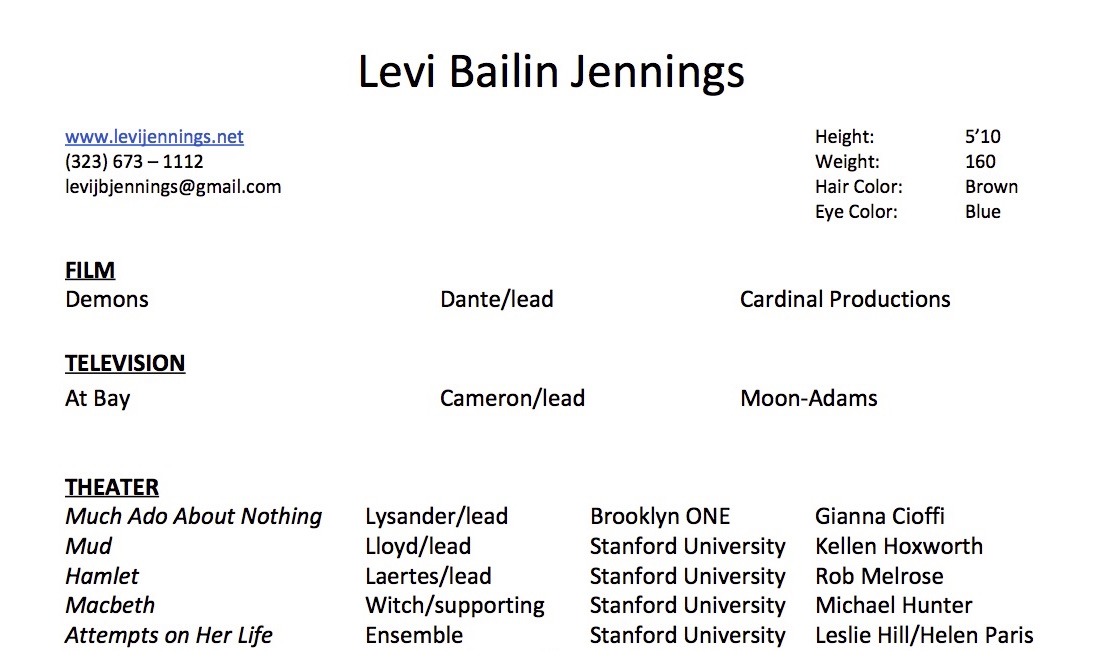 Levi Bailin Jennings
www.levijennings.net Height: 5’10
(323) 673 – 1112 Weight: 160
levijbjennings@gmail.com Hair Color: Brown
Eye Color: Blue
FILM
Demons Dante/lead Cardinal Productions
TELEVISION
At Bay Cameron/lead Moon-Adams
THEATER
Much Ado About Nothing Lysander/lead Brooklyn ONE Gianna Cioffi
Mud Lloyd/lead Stanford University Kellen Hoxworth
Hamlet Laertes/lead Stanford University Rob Melrose
Macbeth Witch/supporting Stanford University Michael Hunter
Attempts on Her Life Ensemble Stanford University Leslie Hill/Helen Paris